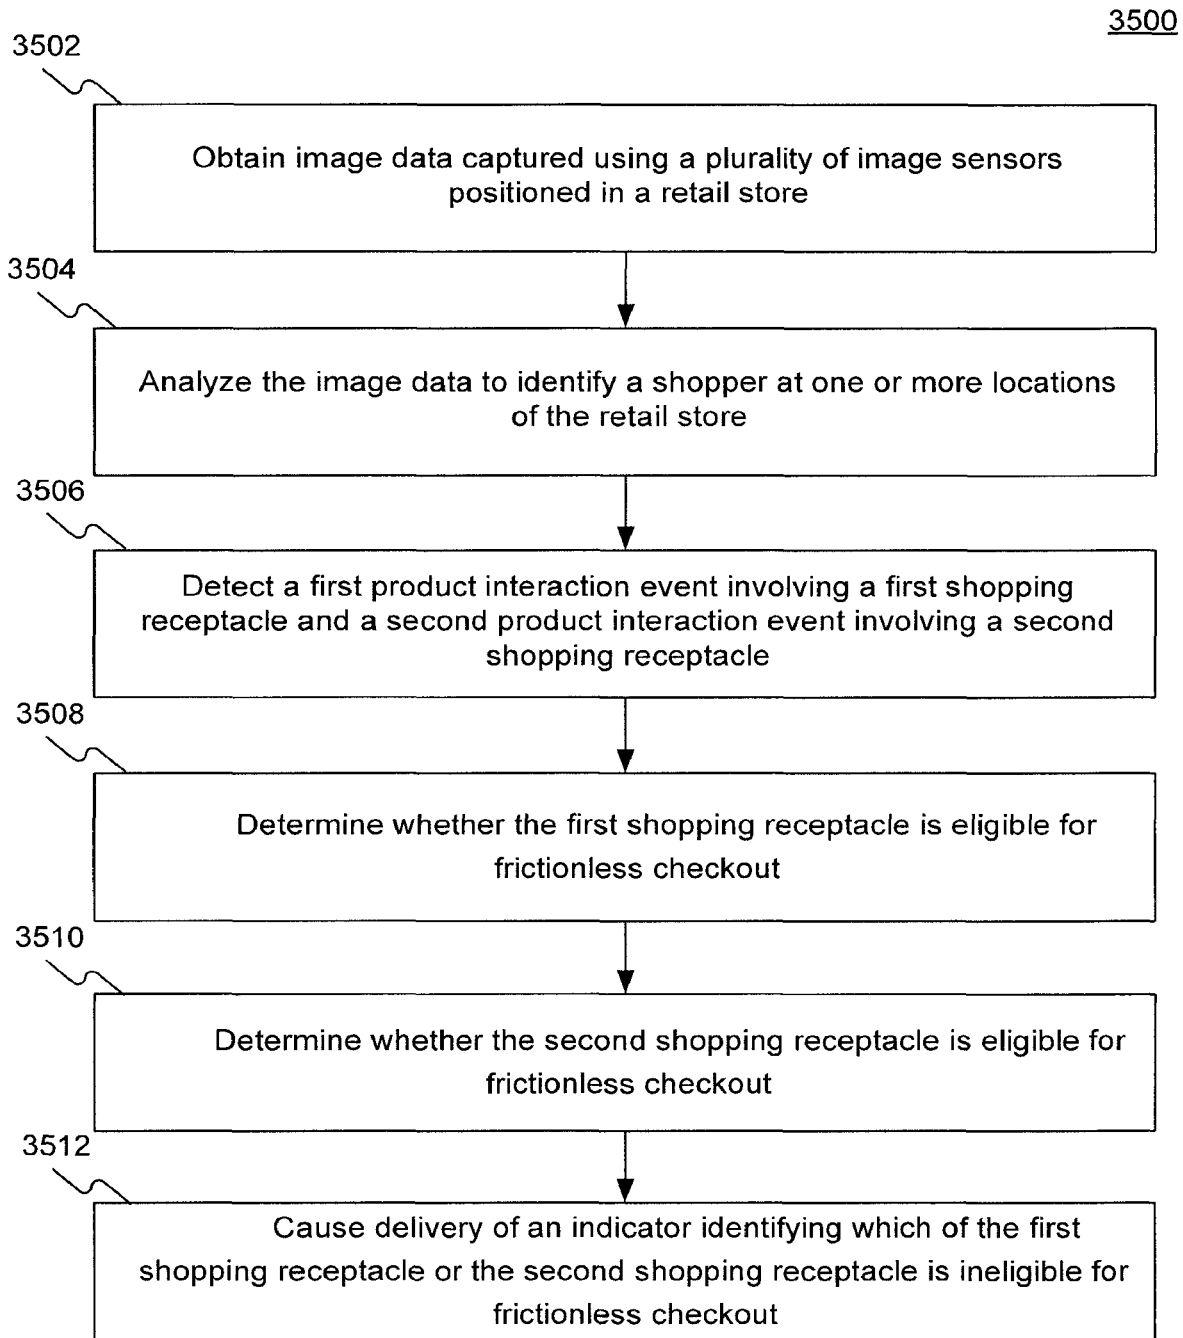 3500
3502
Obtain image data captured using a plurality of image sensors
positioned in a retail store
3504
Analyze the image data to identify a shopper at one or more locations
of the retail store
3506
Detect a first product interaction event involving a first shopping
receptacle and a second product interaction event involving a second
shopping receptacle
3508
Determine whether the first shopping receptacle is eligible for
frictionless checkout
3510
Determine whether the second shopping receptacle is eligible for
frictionless checkout
3512
Cause delivery of an indicator identifying which of the first
shopping receptacle or the second shopping receptacle is ineligible for
frictionless checkout